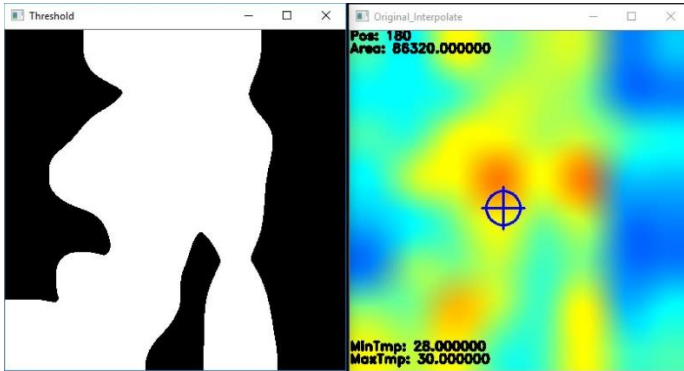 Threshold
Original_Interpolate
Pos: 180
Area: 86320.000000
MinTmp: 28.000000
MaxTmp: 30.000000